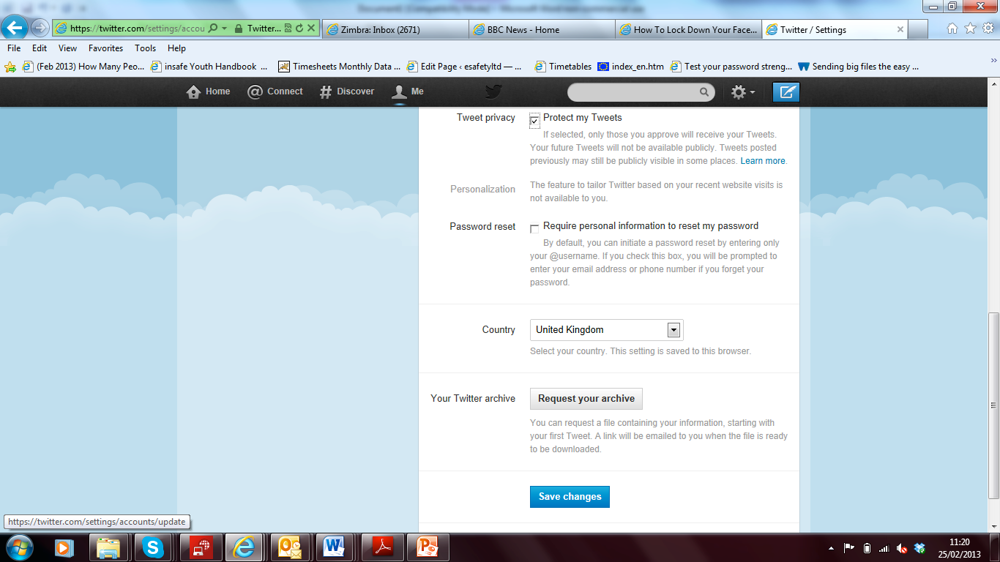 https://twitter.com/settings/accou
Twitter...
Zimbra: Inbox (2671)
BBC News - Home
How To Lock Down Your Face...
Twitter / Settings
File Edit View Favorites Tools Help
(Feb 2013) How Many Peo...
insafe Youth Handbook ...
Timesheets Monthly Data ...
Edit Page ‹ esafetyltd — ...
Timetables
index_en.htm
Test your password streng...
Sending big files the easy ...
Home
Connect
Discover
Me
Tweet privacy
Protect my Tweets
If selected, only those you approve will receive your Tweets.
Your future Tweets will not be available publicly. Tweets posted
previously may still be publicly visible in some places. Learn more.
Personalization
The feature to tailor Twitter based on your recent website visits is
not available to you.
Password reset
Require personal information to reset my password
By default, you can initiate a password reset by entering only
your @username. If you check this box, you will be prompted to
enter your email address or phone number if you forget your
password.
Country
United Kingdom
Select your country. This setting is saved to this browser.
Your Twitter archive
Request your archive
You can request a file containing your information, starting with
your first Tweet. A link will be emailed to you when the file is ready
to be downloaded.
Save changes
https://twitter.com/settings/accounts/update
11:20
25/02/2013